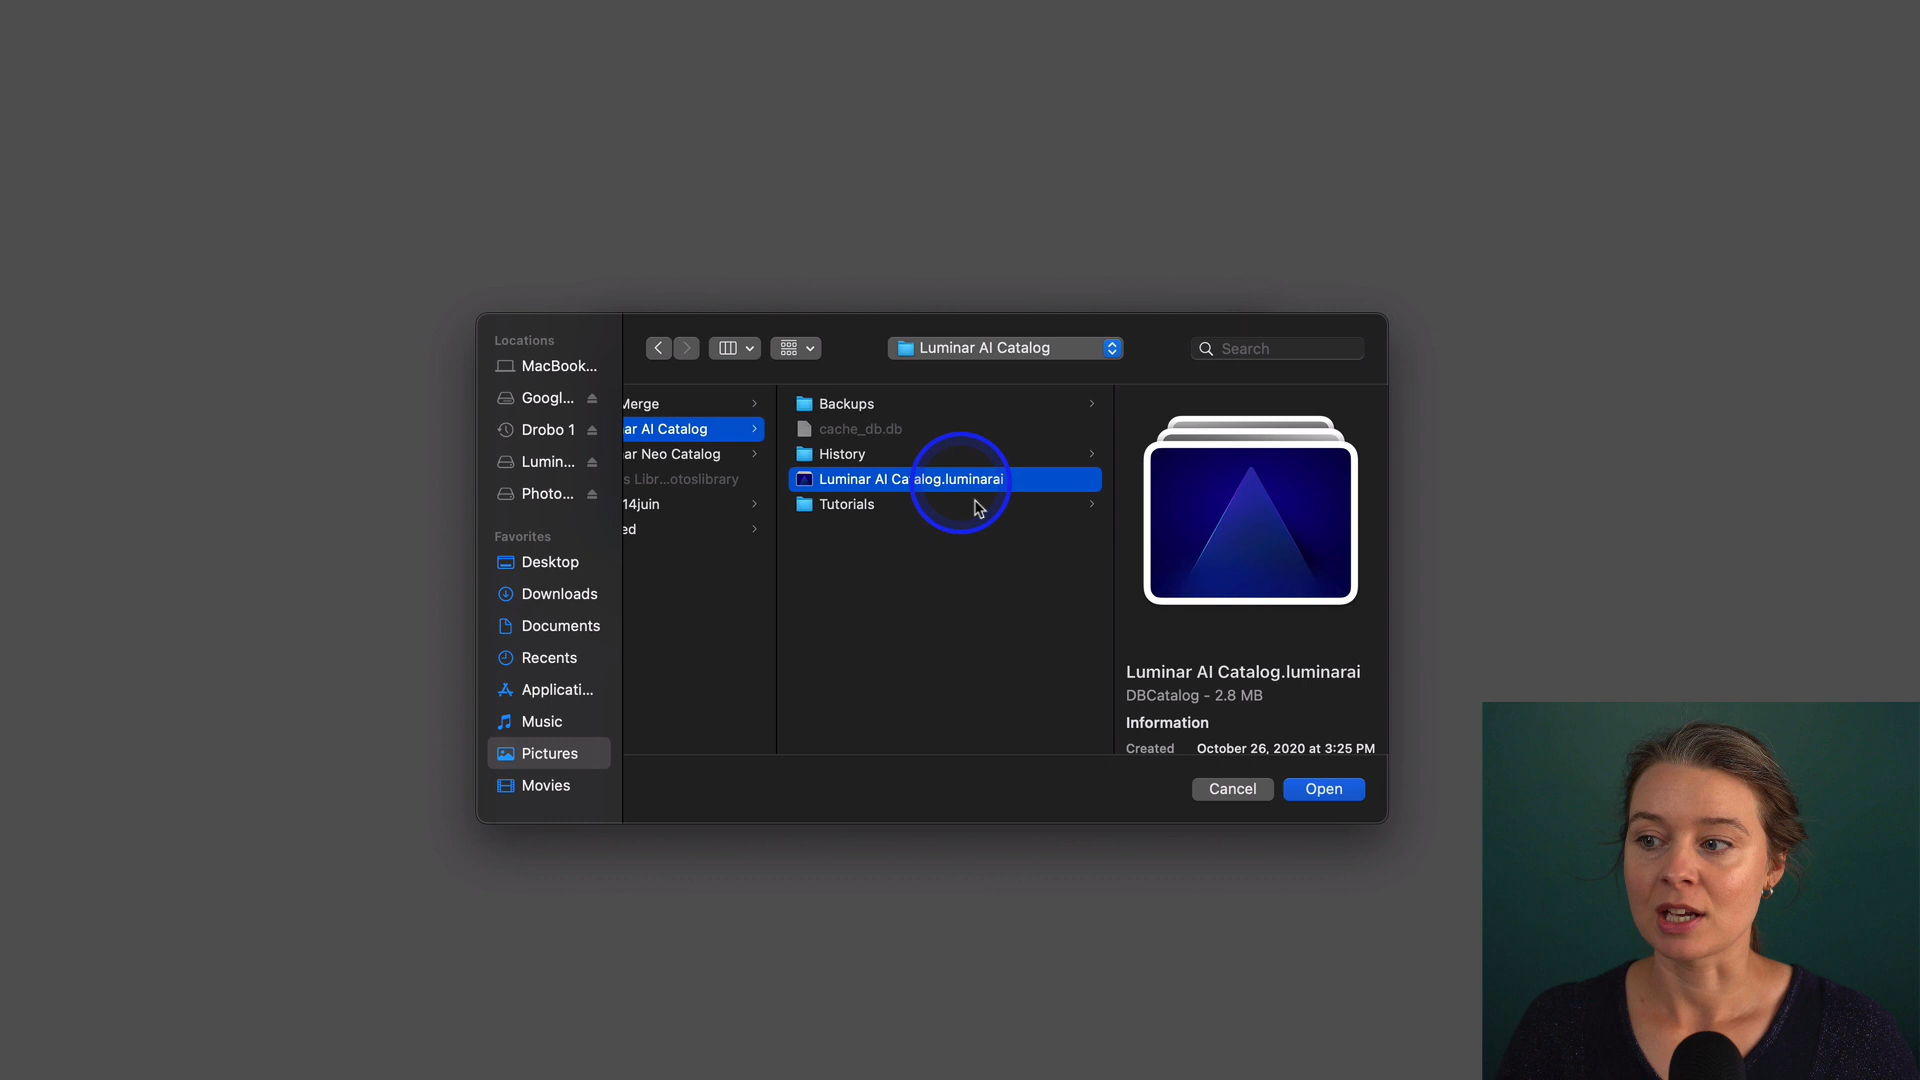 Locations
MacBook...
Googl...
Drobo 1
Lumin...
Photo...
Favorites
Desktop
Downloads
Documents
Recents
Applicati...
Music
Pictures
Movies
Luminar AI Catalog
Search
Merge
ar AI Catalog
ar Neo Catalog
s Libr...otoslibrary
14juin
ed
Backups
cache_db.db
History
Luminar AI Catalog.luminarai
Tutorials
Luminar AI Catalog.luminarai
DBCatalog - 2.8 MB
Information
Created October 26, 2020 at 3:25 PM
Cancel
Open